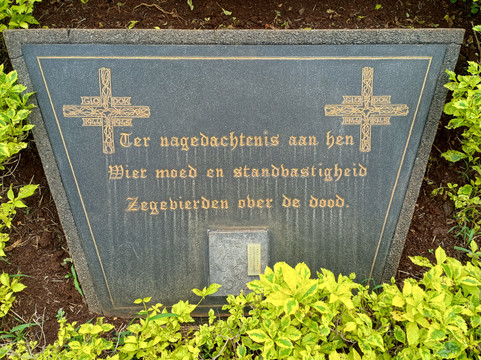 Ter nagedachtenis aan hen
Wier moed en standvastigheid
Zegevierden over de dood.